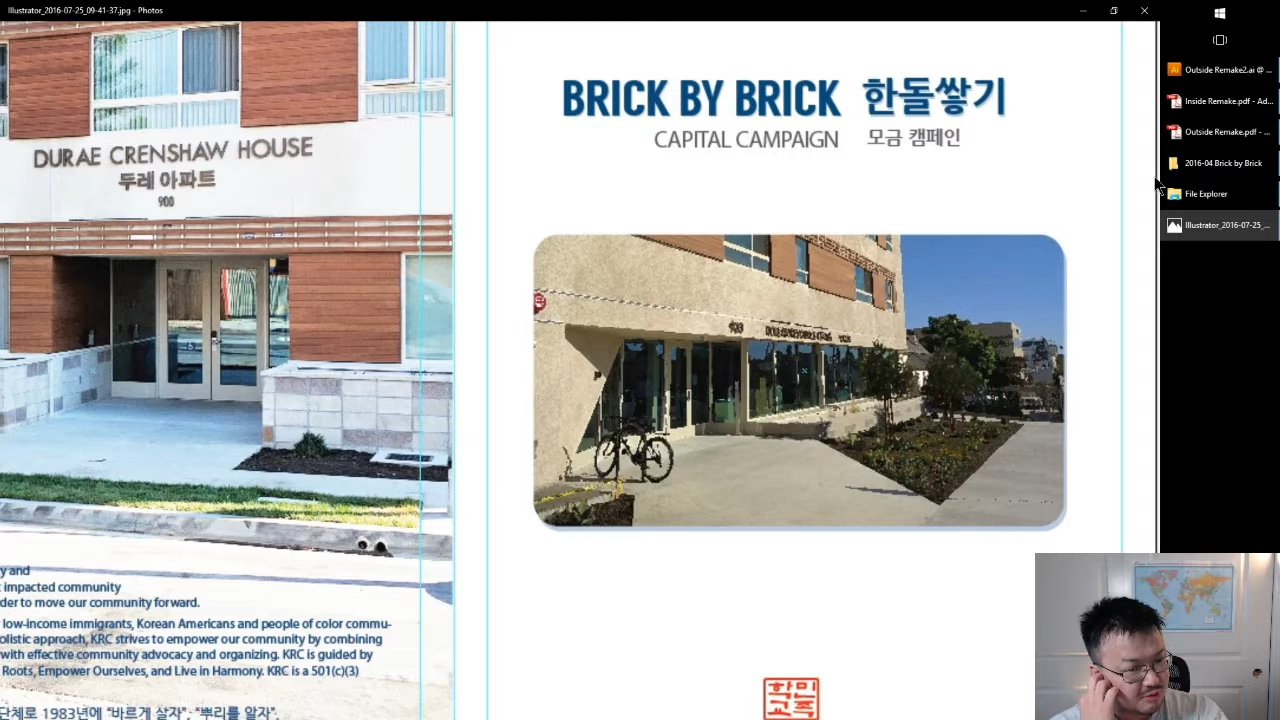 Illustrator_2016-07-25_09-41-37.jpg - Photos
Outside Remake2.ai @ ...
Inside Remake.pdf - Ad...
Outside Remake.pdf - ...
2016-04 Brick by Brick
File Explorer
Illustrator_2016-07-25_...
DURAE CRENSHAW HOUSE
두레 아파트
900
BRICK BY BRICK 한돌쌓기
CAPITAL CAMPAIGN 모금 캠페인
900
y and
impacted community
der to move our community forward.
low-income immigrants, Korean Americans and people of color commu-
olistic approach, KRC strives to empower our community by combining
with effective community advocacy and organizing. KRC is guided by
Roots, Empower Ourselves, and Live in Harmony. KRC is a 501(c)(3)
단체로 1983년에 “바르게 살자”; “뿌리를 알자”,
학민
교족